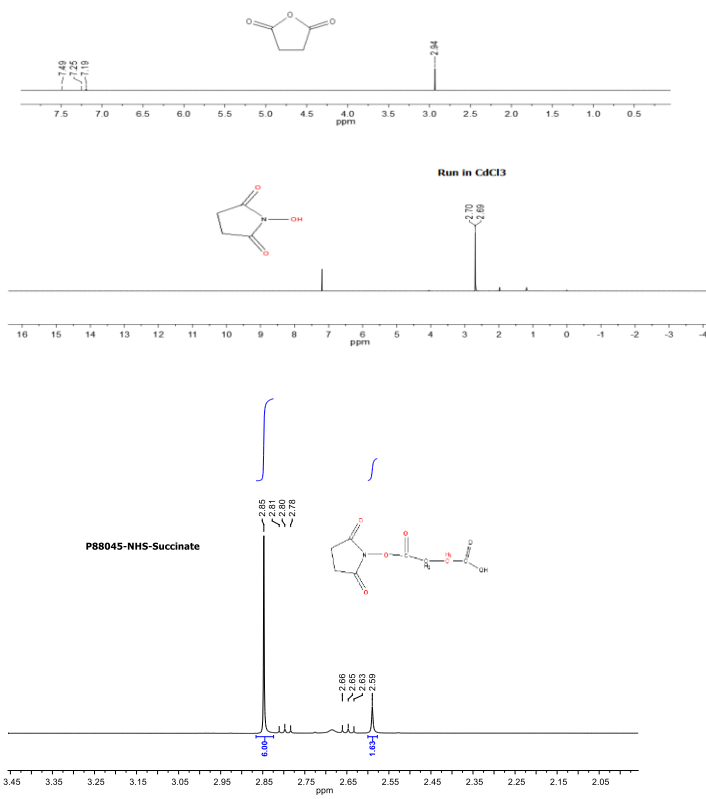 O
O
O
7.49
7.25
7.19
2.94
7.5 7.0 6.5 6.0 5.5 5.0 4.5 4.0 3.5 3.0 2.5 2.0 1.5 1.0 0.5
ppm
Run in CdCl3
O
N
OH
O
2.70
2.69
16 15 14 13 12 11 10 9 8 7 6 5 4 3 2 1 0 -1 -2 -3 -4
ppm
2.85
2.81
2.80
2.78
P88045-NHS-Succinate
O
O
O
N
O
C
C
H₂
H₂
C
C
OH
O
2.66
2.65
2.63
2.59
6.00
1.63
3.45 3.35 3.25 3.15 3.05 2.95 2.85 2.75 2.65 2.55 2.45 2.35 2.25 2.15 2.05
ppm